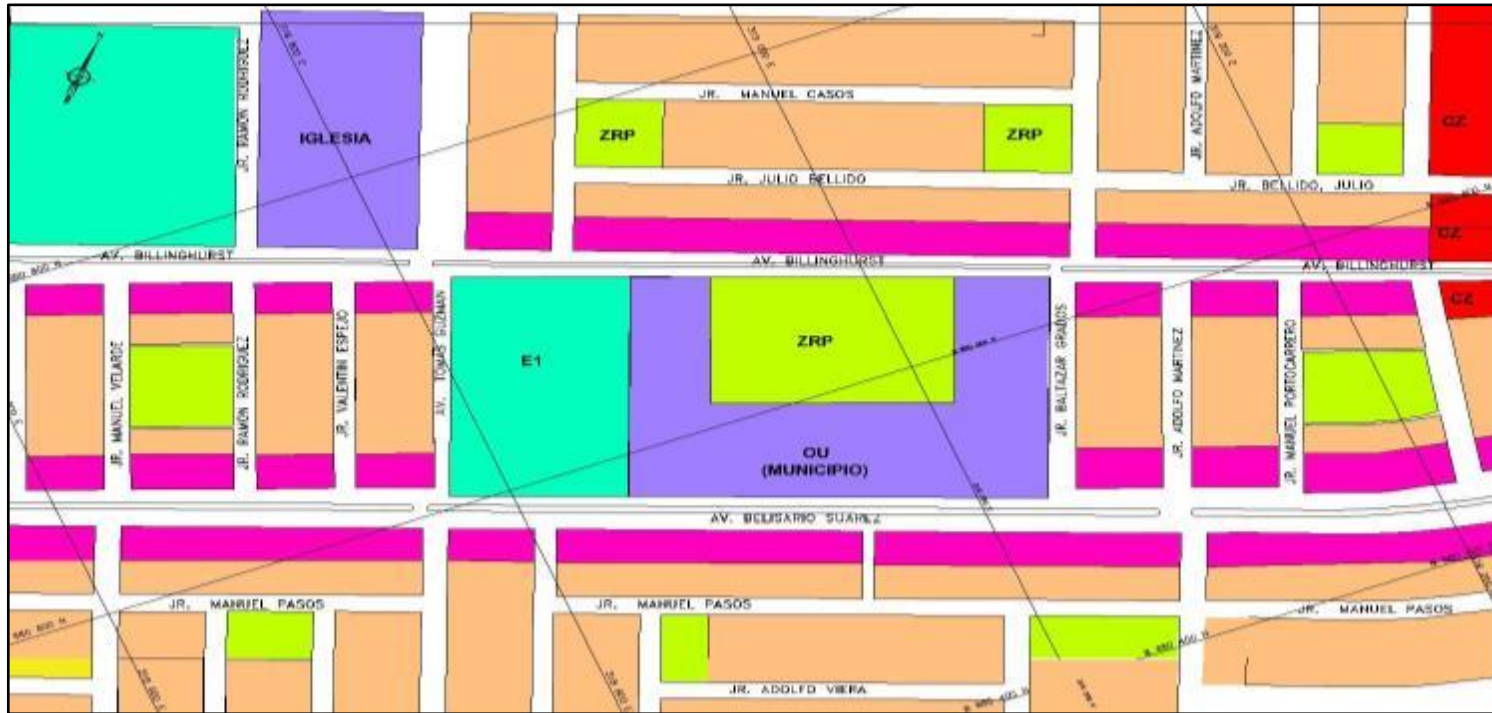 JR. RAMON RODRIGUEZ
IGLESIA
JR. MANUEL CASOS
ZRP
ZRP
JR. ADOLFO MARTINEZ
CZ
JR. JULIO BELLIDO
JR. BELLIDO, JULIO
CZ
AV. BILLINGHURST
AV. BILLINGHURST
AV. BILLINGHURST
CZ
JR. MANUEL VELARDE
JR. RAMON RODRIGUEZ
JR. VALENTIN ESPEJO
AV. TOMAS GUZMAN
E1
ZRP
OU
(MUNICIPIO)
JR. BALTAZAR GRADOS
JR. ADOLFO MARTINEZ
JR. MANUEL PORTOCARRERO
AV. BELISARIO SUAREZ
JR. MANUEL PASOS
JR. MANUEL PASOS
JR. MANUEL PASOS
JR. ADOLFO VIERA